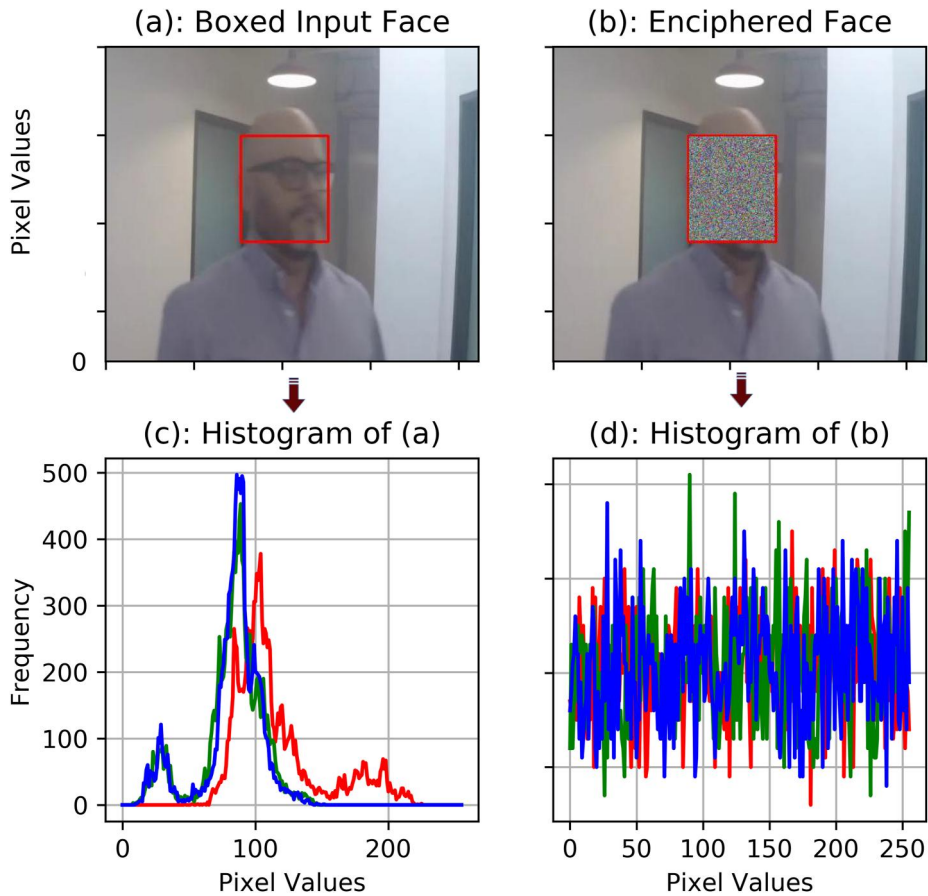 (a): Boxed Input Face
(b): Enciphered Face
Pixel Values
0
(c): Histogram of (a)
(d): Histogram of (b)
500
400
300
200
100
0
Frequency
0 100 200
0 50 100 150 200 250
Pixel Values
Pixel Values